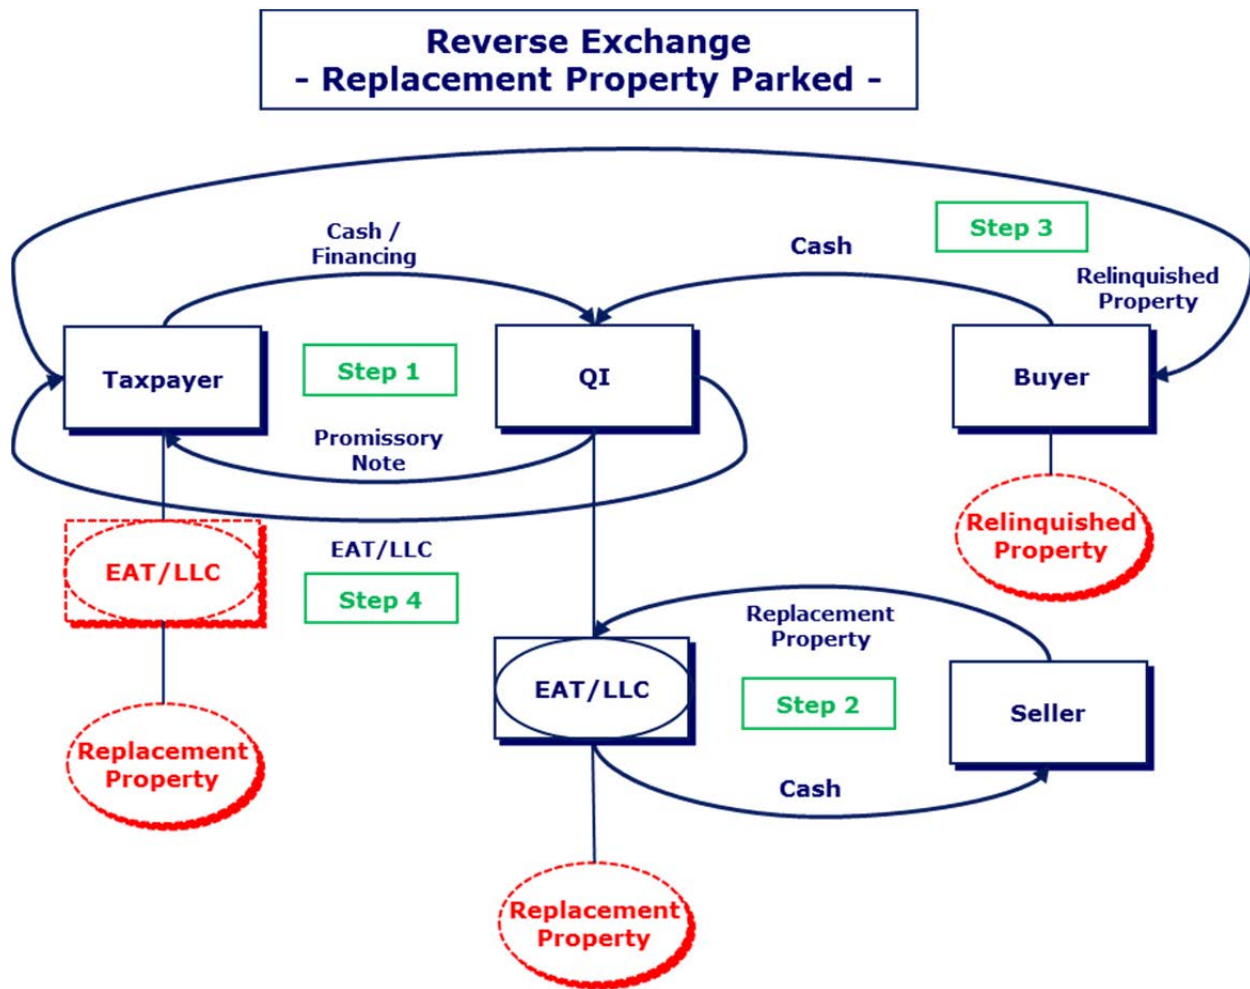 Reverse Exchange
- Replacement Property Parked -
Step 3
Cash /
Financing
Cash
Relinquished
Property
Taxpayer
Step 1
QI
Buyer
Promissory
Note
Relinquished
Property
EAT/LLC
EAT/LLC
Step 4
Replacement
Property
EAT/LLC
Step 2
Seller
Replacement
Property
Cash
Replacement
Property